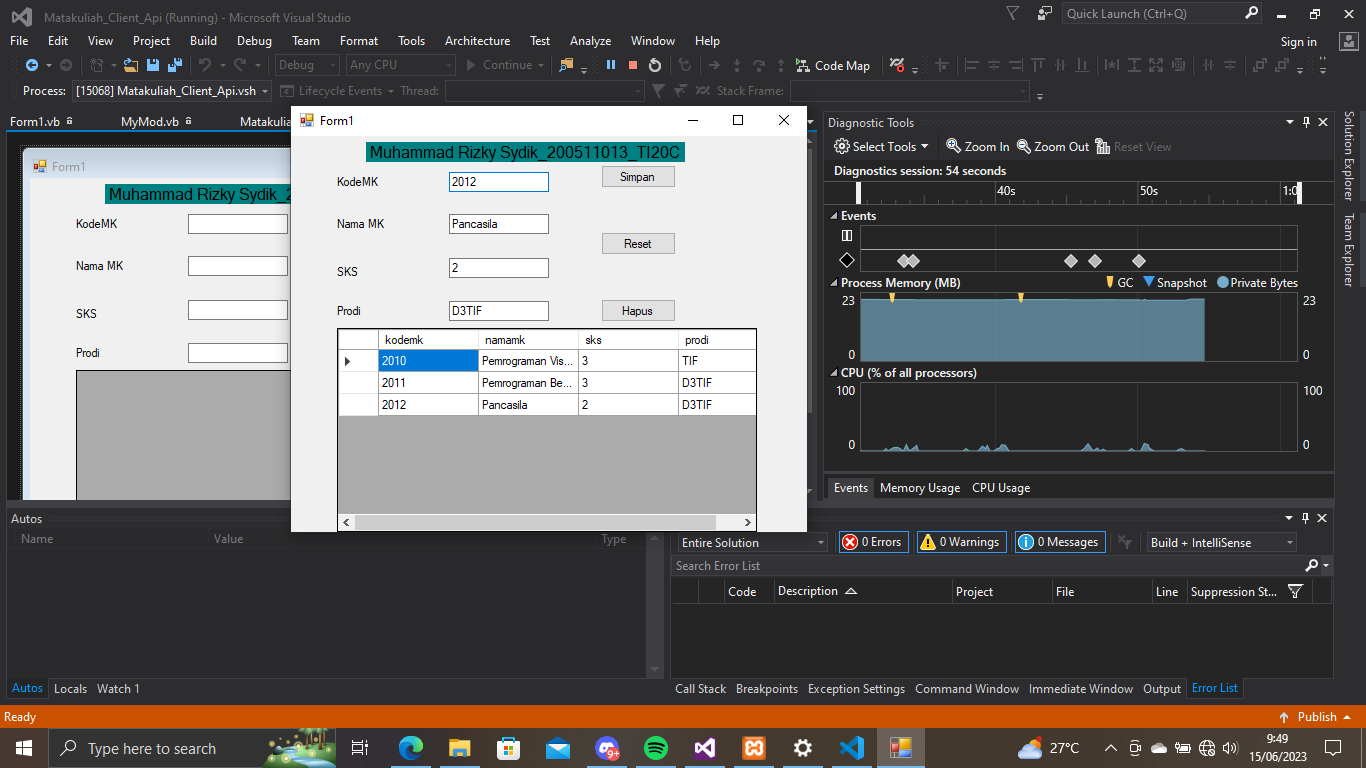 Matakuliah_Client_Api (Running) - Microsoft Visual Studio
Quick Launch (Ctrl+Q)
File Edit View Project Build Debug Team Format Tools Architecture Test Analyze Window Help
Sign in
Debug Any CPU Continue Code Map
Process: [15068] Matakuliah_Client_Api.vsh Lifecycle Events Thread: Stack Frame:
Form1.vb MyMod.vb
Form1
Muhammad Rizky Sydik_2
KodeMK
Nama MK
SKS
Prodi
Form1
Muhammad Rizky Sydik_200511013_TI20C
KodeMK 2012 Simpan
Nama MK Pancasila
Reset
SKS 2
Prodi D3TIF Hapus
kodemk namamk sks prodi
2010 Pemrograman Vis... 3 TIF
2011 Pemrograman Be... 3 D3TIF
2012 Pancasila 2 D3TIF
Diagnostic Tools
Select Tools Zoom In Zoom Out Reset View
Diagnostics session: 54 seconds
40s 50s 1:0
Events
Process Memory (MB) GC Snapshot Private Bytes
23 23
0 0
CPU (% of all processors)
100 100
0 0
Events Memory Usage CPU Usage
Solution Explorer
Team Explorer
Autos
Name Value Type
Autos Locals Watch 1
Entire Solution 0 Errors 0 Warnings 0 Messages Build + IntelliSense
Search Error List
Code Description Project File Line Suppression St...
Call Stack Breakpoints Exception Settings Command Window Immediate Window Output Error List
Ready Publish
Type here to search
9+
27°C
9:49
15/06/2023